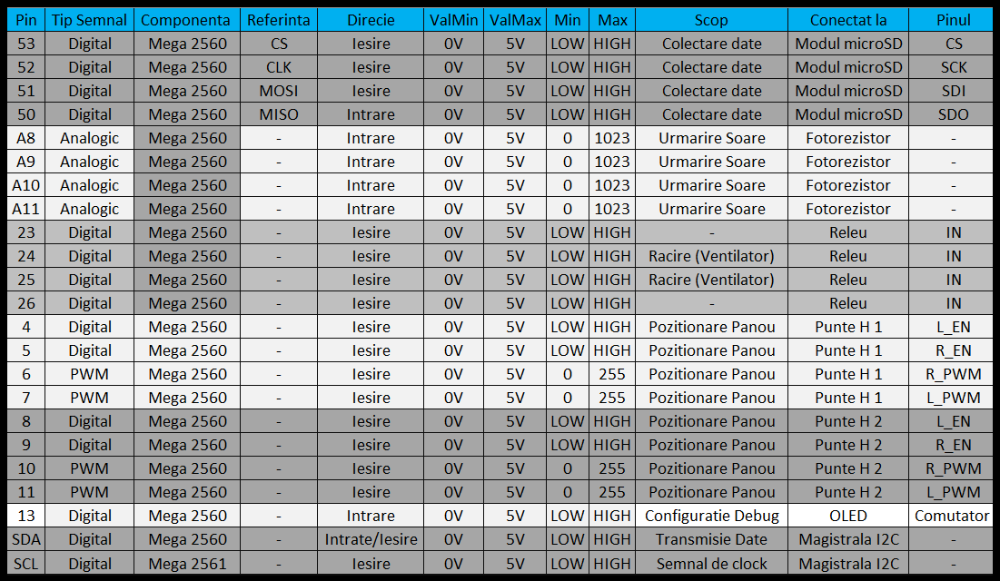 Pin Tip Semnal Componenta Referinta Direcie ValMin ValMax Min Max Scop Conectat la Pinul
53 Digital Mega 2560 CS Iesire 0V 5V LOW HIGH Colectare date Modul microSD CS
52 Digital Mega 2560 CLK Iesire 0V 5V LOW HIGH Colectare date Modul microSD SCK
51 Digital Mega 2560 MOSI Iesire 0V 5V LOW HIGH Colectare date Modul microSD SDI
50 Digital Mega 2560 MISO Intrare 0V 5V LOW HIGH Colectare date Modul microSD SDO
A8 Analogic Mega 2560 - Intrare 0V 5V 0 1023 Urmarire Soare Fotorezistor -
A9 Analogic Mega 2560 - Intrare 0V 5V 0 1023 Urmarire Soare Fotorezistor -
A10 Analogic Mega 2560 - Intrare 0V 5V 0 1023 Urmarire Soare Fotorezistor -
A11 Analogic Mega 2560 - Intrare 0V 5V 0 1023 Urmarire Soare Fotorezistor -
23 Digital Mega 2560 - Iesire 0V 5V LOW HIGH - Releu IN
24 Digital Mega 2560 - Iesire 0V 5V LOW HIGH Racire (Ventilator) Releu IN
25 Digital Mega 2560 - Iesire 0V 5V LOW HIGH Racire (Ventilator) Releu IN
26 Digital Mega 2560 - Iesire 0V 5V LOW HIGH - Releu IN
4 Digital Mega 2560 - Iesire 0V 5V LOW HIGH Pozitionare Panou Punte H 1 L_EN
5 Digital Mega 2560 - Iesire 0V 5V LOW HIGH Pozitionare Panou Punte H 1 R_EN
6 PWM Mega 2560 - Iesire 0V 5V 0 255 Pozitionare Panou Punte H 1 R_PWM
7 PWM Mega 2560 - Iesire 0V 5V 0 255 Pozitionare Panou Punte H 1 L_PWM
8 Digital Mega 2560 - Iesire 0V 5V LOW HIGH Pozitionare Panou Punte H 2 L_EN
9 Digital Mega 2560 - Iesire 0V 5V LOW HIGH Pozitionare Panou Punte H 2 R_EN
10 PWM Mega 2560 - Iesire 0V 5V 0 255 Pozitionare Panou Punte H 2 R_PWM
11 PWM Mega 2560 - Iesire 0V 5V 0 255 Pozitionare Panou Punte H 2 L_PWM
13 Digital Mega 2560 - Intrare 0V 5V LOW HIGH Configuratie Debug OLED Comutator
SDA Digital Mega 2560 - Intrate/Iesire 0V 5V LOW HIGH Transmisie Date Magistrala I2C -
SCL Digital Mega 2561 - Iesire 0V 5V LOW HIGH Semnal de clock Magistrala I2C -